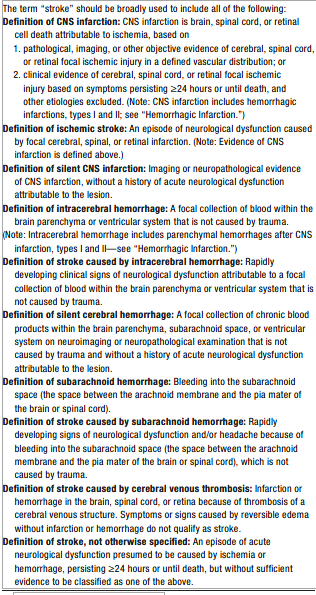 The term “stroke” should be broadly used to include all of the following:
Definition of CNS infarction: CNS infarction is brain, spinal cord, or retinal
cell death attributable to ischemia, based on
1. pathological, imaging, or other objective evidence of cerebral, spinal cord,
or retinal focal ischemic injury in a defined vascular distribution; or
2. clinical evidence of cerebral, spinal cord, or retinal focal ischemic
injury based on symptoms persisting ≥24 hours or until death, and
other etiologies excluded. (Note: CNS infarction includes hemorrhagic
infarctions, types I and II; see “Hemorrhagic Infarction.”)
Definition of ischemic stroke: An episode of neurological dysfunction caused
by focal cerebral, spinal, or retinal infarction. (Note: Evidence of CNS
infarction is defined above.)
Definition of silent CNS infarction: Imaging or neuropathological evidence
of CNS infarction, without a history of acute neurological dysfunction
attributable to the lesion.
Definition of intracerebral hemorrhage: A focal collection of blood within the
brain parenchyma or ventricular system that is not caused by trauma.
(Note: Intracerebral hemorrhage includes parenchymal hemorrhages after CNS
infarction, types I and II—see “Hemorrhagic Infarction.”)
Definition of stroke caused by intracerebral hemorrhage: Rapidly
developing clinical signs of neurological dysfunction attributable to a focal
collection of blood within the brain parenchyma or ventricular system that is
not caused by trauma.
Definition of silent cerebral hemorrhage: A focal collection of chronic blood
products within the brain parenchyma, subarachnoid space, or ventricular
system on neuroimaging or neuropathological examination that is not
caused by trauma and without a history of acute neurological dysfunction
attributable to the lesion.
Definition of subarachnoid hemorrhage: Bleeding into the subarachnoid
space (the space between the arachnoid membrane and the pia mater of
the brain or spinal cord).
Definition of stroke caused by subarachnoid hemorrhage: Rapidly
developing signs of neurological dysfunction and/or headache because of
bleeding into the subarachnoid space (the space between the arachnoid
membrane and the pia mater of the brain or spinal cord), which is not
caused by trauma.
Definition of stroke caused by cerebral venous thrombosis: Infarction or
hemorrhage in the brain, spinal cord, or retina because of thrombosis of a
cerebral venous structure. Symptoms or signs caused by reversible edema
without infarction or hemorrhage do not qualify as stroke.
Definition of stroke, not otherwise specified: An episode of acute
neurological dysfunction presumed to be caused by ischemia or
hemorrhage, persisting ≥24 hours or until death, but without sufficient
evidence to be classified as one of the above.